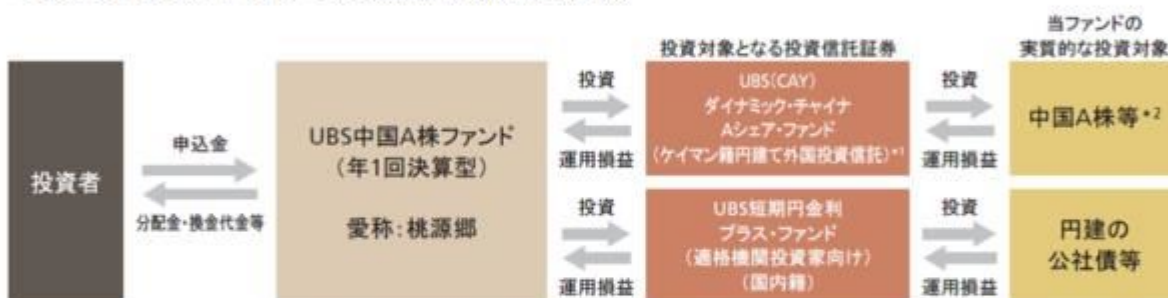 投資者
申込金
分配金・換金代金等
UBS中国A株ファンド
(年1回決算型)
愛称:桃源郷
投資
運用損益
投資
運用損益
投資対象となる投資信託証券
UBS(CAY)
ダイナミック・チャイナ
Aシェア・ファンド
(ケイマン籍円建て外国投資信託)*1
UBS短期円金利
プラス・ファンド
(適格機関投資家向け)
(国内籍)
投資
運用損益
投資
運用損益
当ファンドの
実質的な投資対象
中国A株等*2
円建の
公社債等